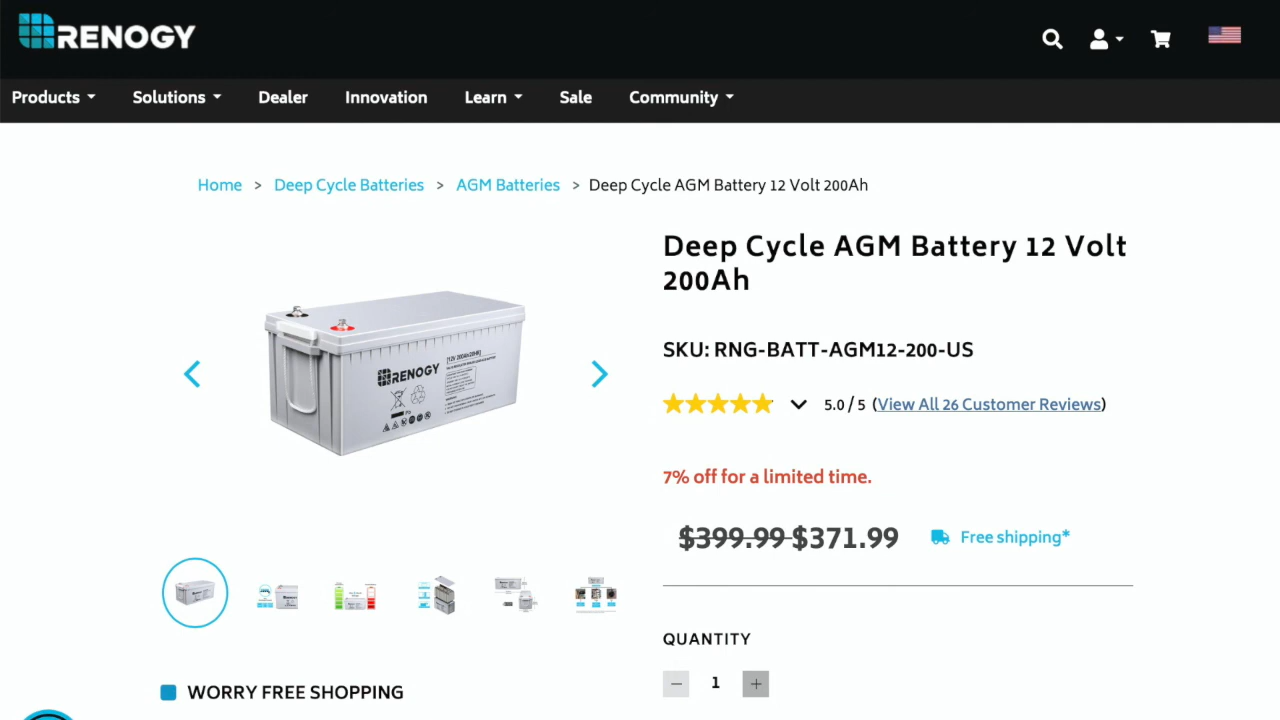 RENOGY
Products Solutions Dealer Innovation Learn Sale Community
Home > Deep Cycle Batteries > AGM Batteries > Deep Cycle AGM Battery 12 Volt 200Ah
Deep Cycle AGM Battery 12 Volt
200Ah
SKU: RNG-BATT-AGM12-200-US
5.0 / 5 (View All 26 Customer Reviews)
7% off for a limited time.
$399.99 $371.99 Free shipping*
RENOGY
QUANTITY
− 1 +
WORRY FREE SHOPPING